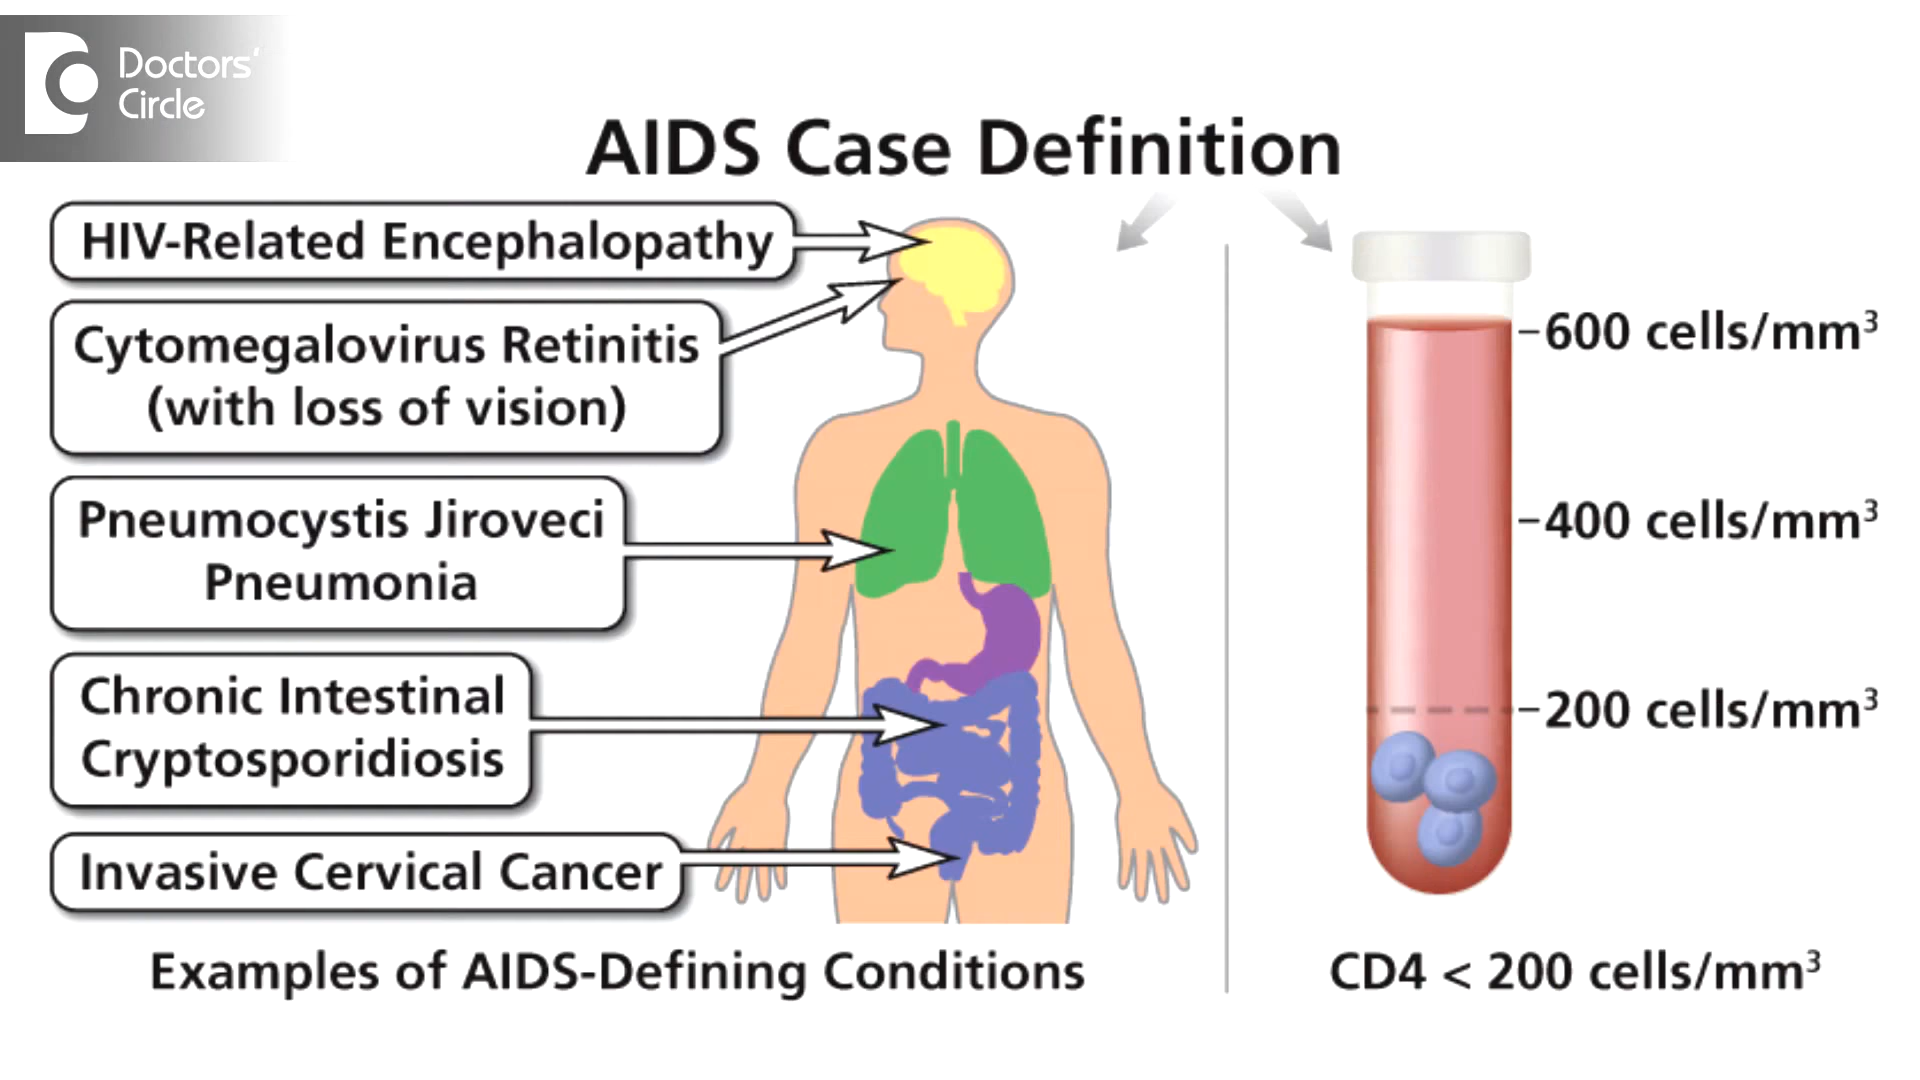 Doctors'
Circle
AIDS Case Definition
HIV-Related Encephalopathy
Cytomegalovirus Retinitis
(with loss of vision)
Pneumocystis Jiroveci
Pneumonia
Chronic Intestinal
Cryptosporidiosis
Invasive Cervical Cancer
Examples of AIDS-Defining Conditions
600 cells/mm³
400 cells/mm³
200 cells/mm³
CD4 < 200 cells/mm³